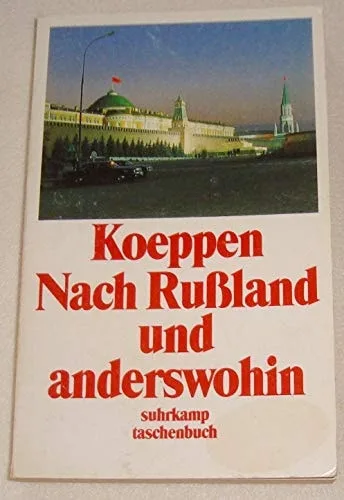 Koeppen
Nach Rußland
und
anderswohin
suhrkamp
taschenbuch